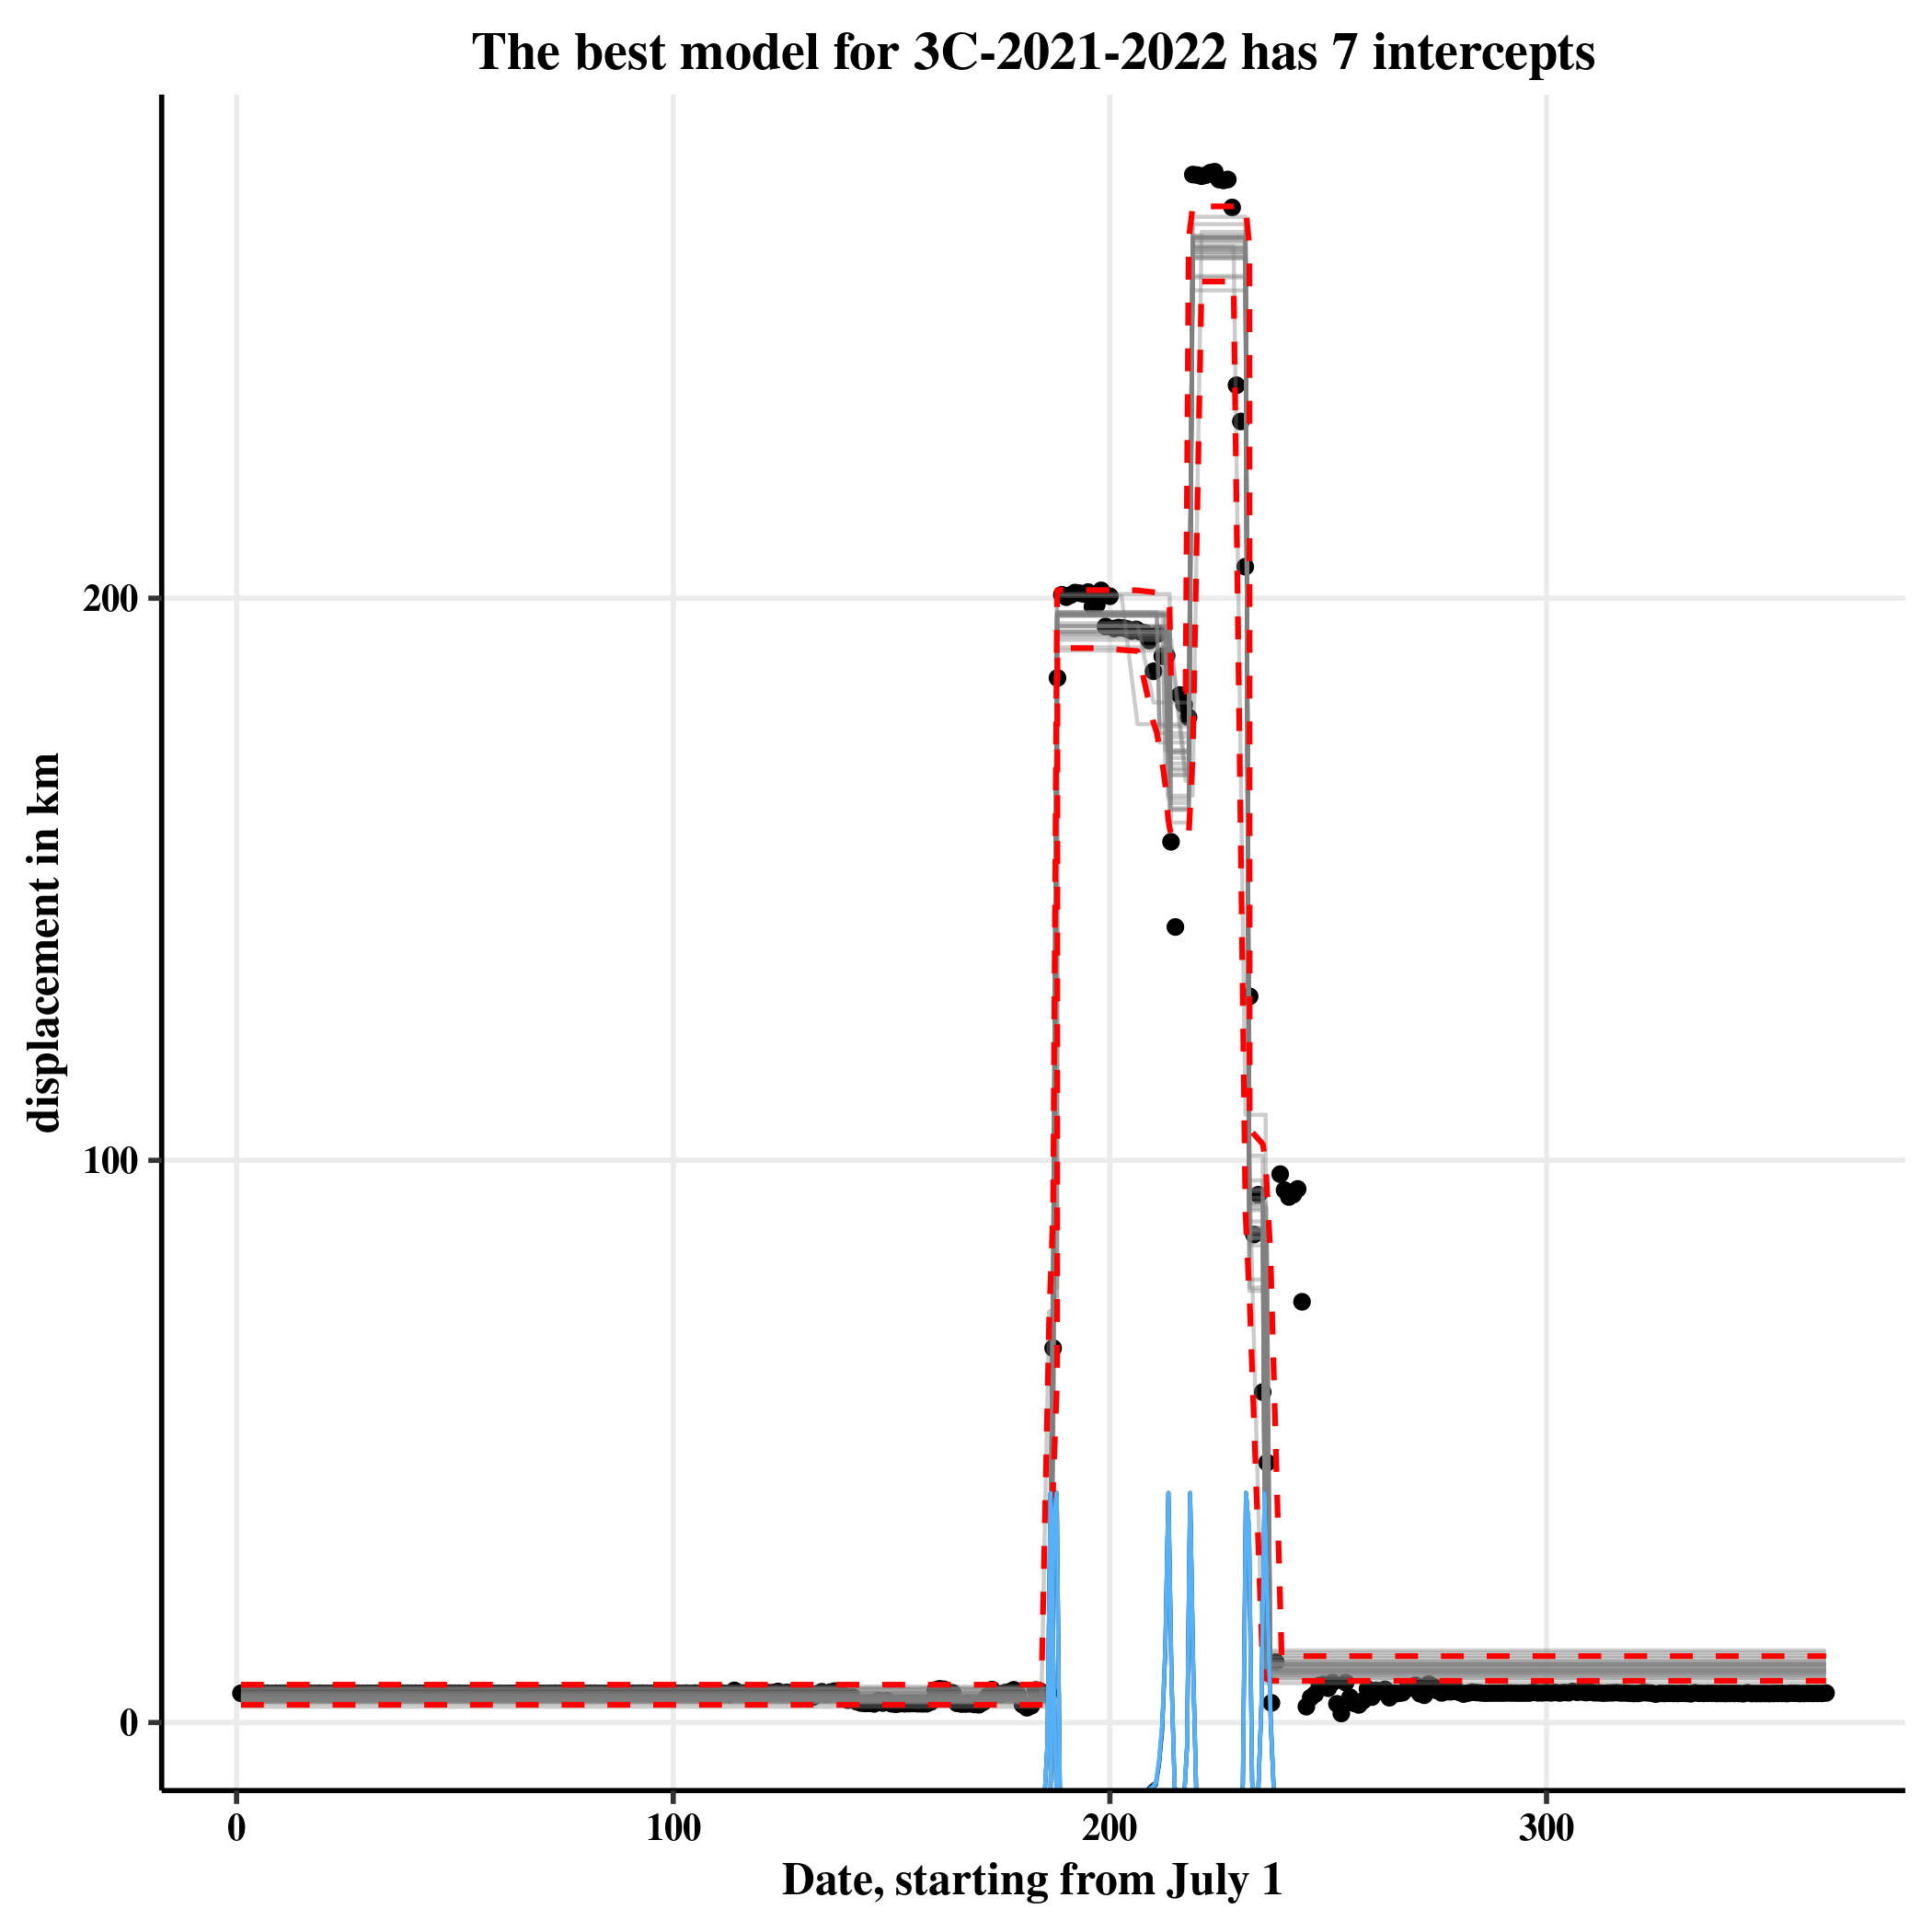 The best model for 3C-2021-2022 has 7 intercepts
displacement in km
200
100
0
0
100
200
300
Date, starting from July 1